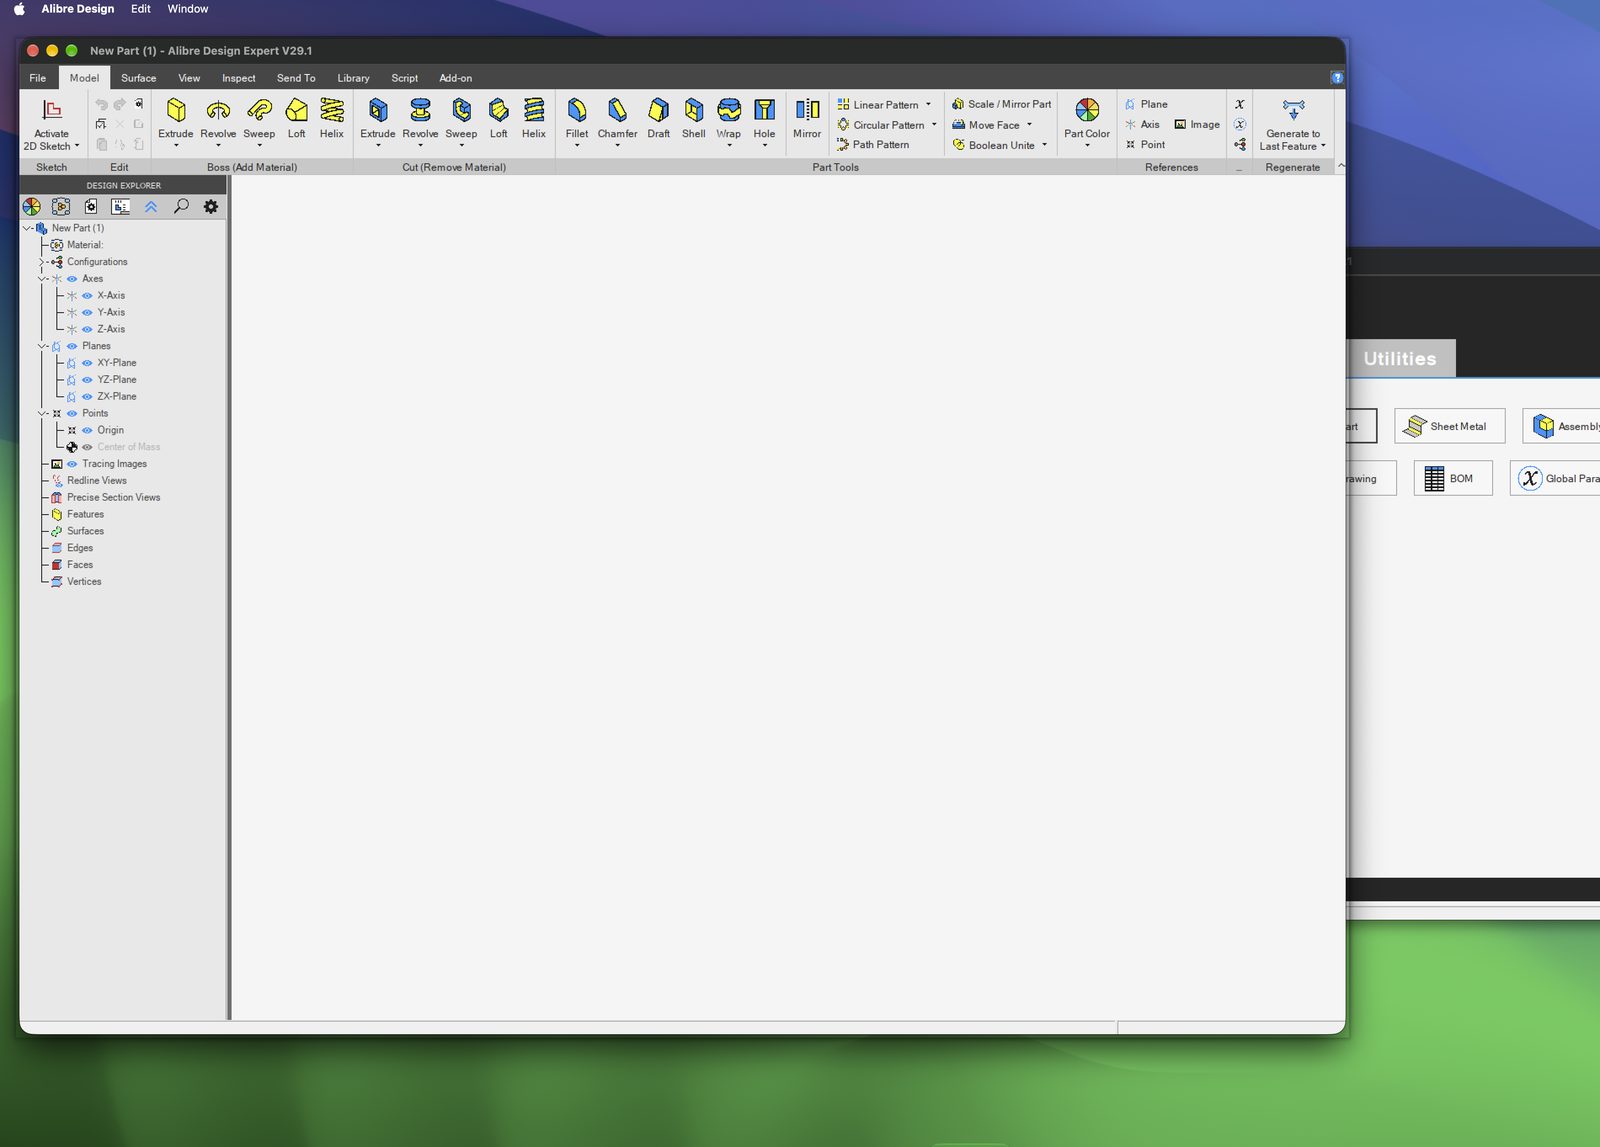 Alibre Design Edit Window
New Part (1) - Alibre Design Expert V29.1
File Model Surface View Inspect Send To Library Script Add-on
Activate
2D Sketch
Extrude Revolve Sweep Loft Helix
Extrude Revolve Sweep Loft Helix
Fillet Chamfer Draft Shell Wrap Hole
Mirror
Linear Pattern
Circular Pattern
Path Pattern
Scale / Mirror Part
Move Face
Boolean Unite
Part Color
Plane
Axis Image
Point
Generate to
Last Feature
Sketch Edit Boss (Add Material) Cut (Remove Material) Part Tools References ... Regenerate
DESIGN EXPLORER
New Part (1)
Material:
Configurations
Axes
X-Axis
Y-Axis
Z-Axis
Planes
XY-Plane
YZ-Plane
ZX-Plane
Points
Origin
Center of Mass
Tracing Images
Redline Views
Precise Section Views
Features
Surfaces
Edges
Faces
Vertices
1
Utilities
art Sheet Metal Assembly
rawing BOM Global Para